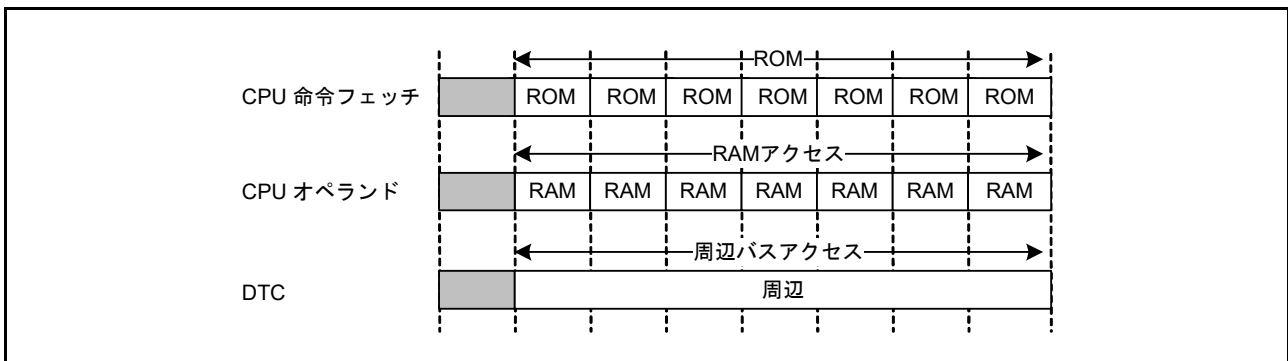 ROM
CPU 命令フェッチ ROM ROM ROM ROM ROM ROM ROM
RAMアクセス
CPU オペランド RAM RAM RAM RAM RAM RAM RAM
周辺バスアクセス
DTC 周辺